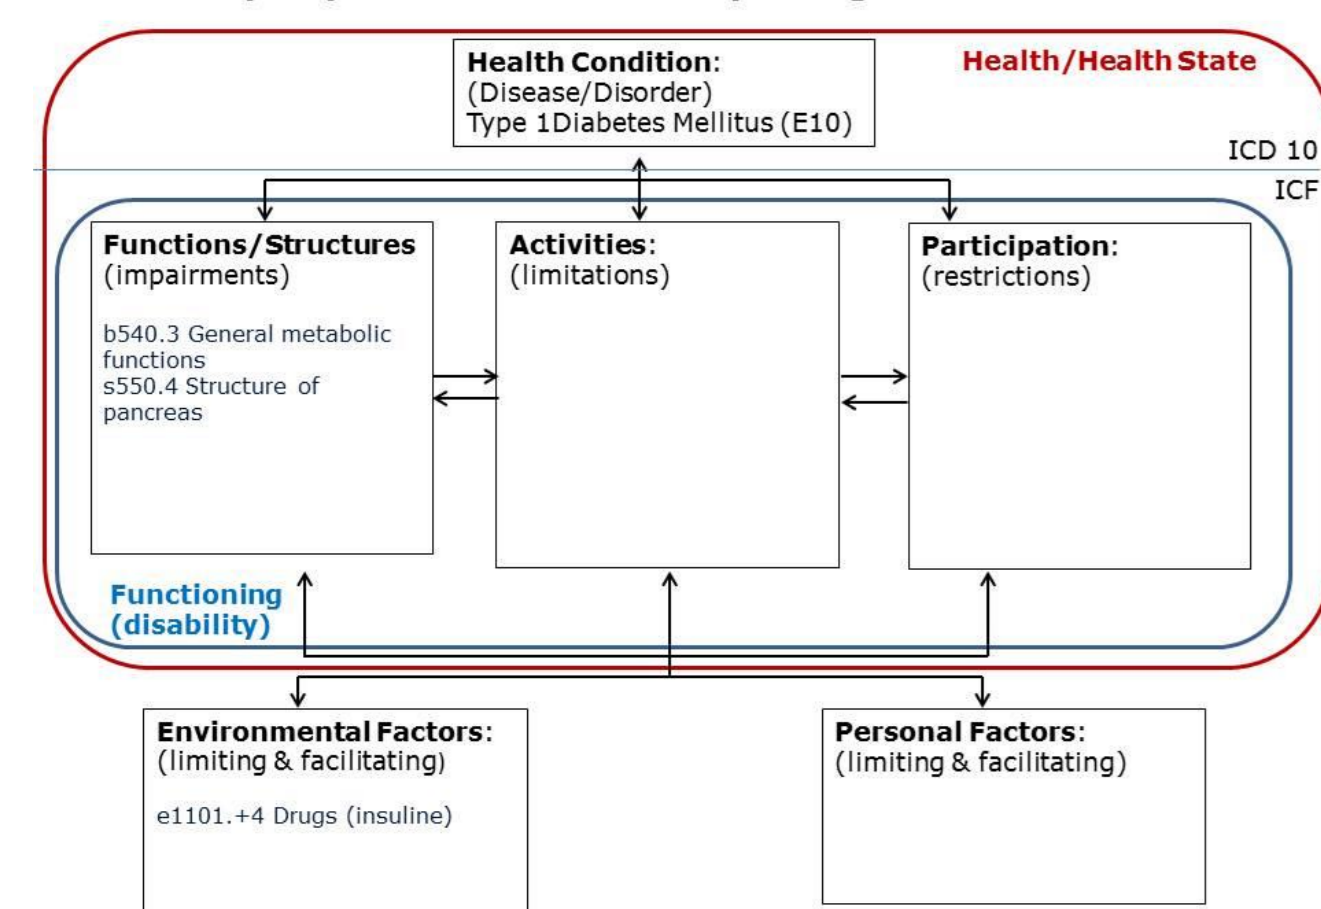 Health Condition:
(Disease/Disorder)
Type 1Diabetes Mellitus (E10)
Health/Health State
ICD 10
ICF
Functions/Structures
(impairments)
b540.3 General metabolic
functions
s550.4 Structure of
pancreas
Activities:
(limitations)
Participation:
(restrictions)
Functioning
(disability)
Environmental Factors:
(limiting & facilitating)
e1101.+4 Drugs (insuline)
Personal Factors:
(limiting & facilitating)